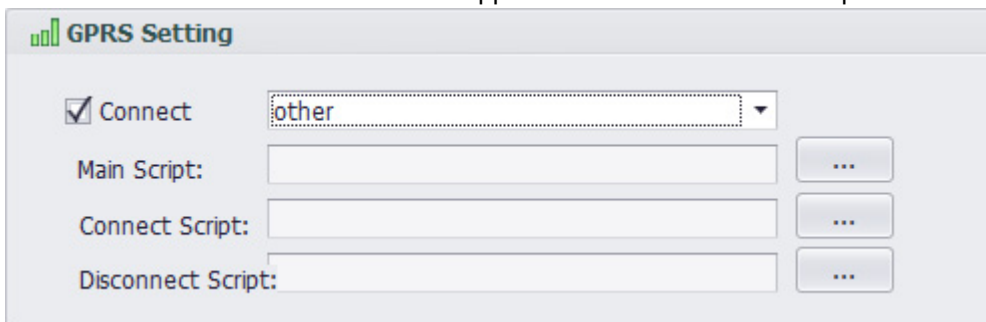 GPRS Setting
Connect other
Main Script: ...
Connect Script: ...
Disconnect Script: ...